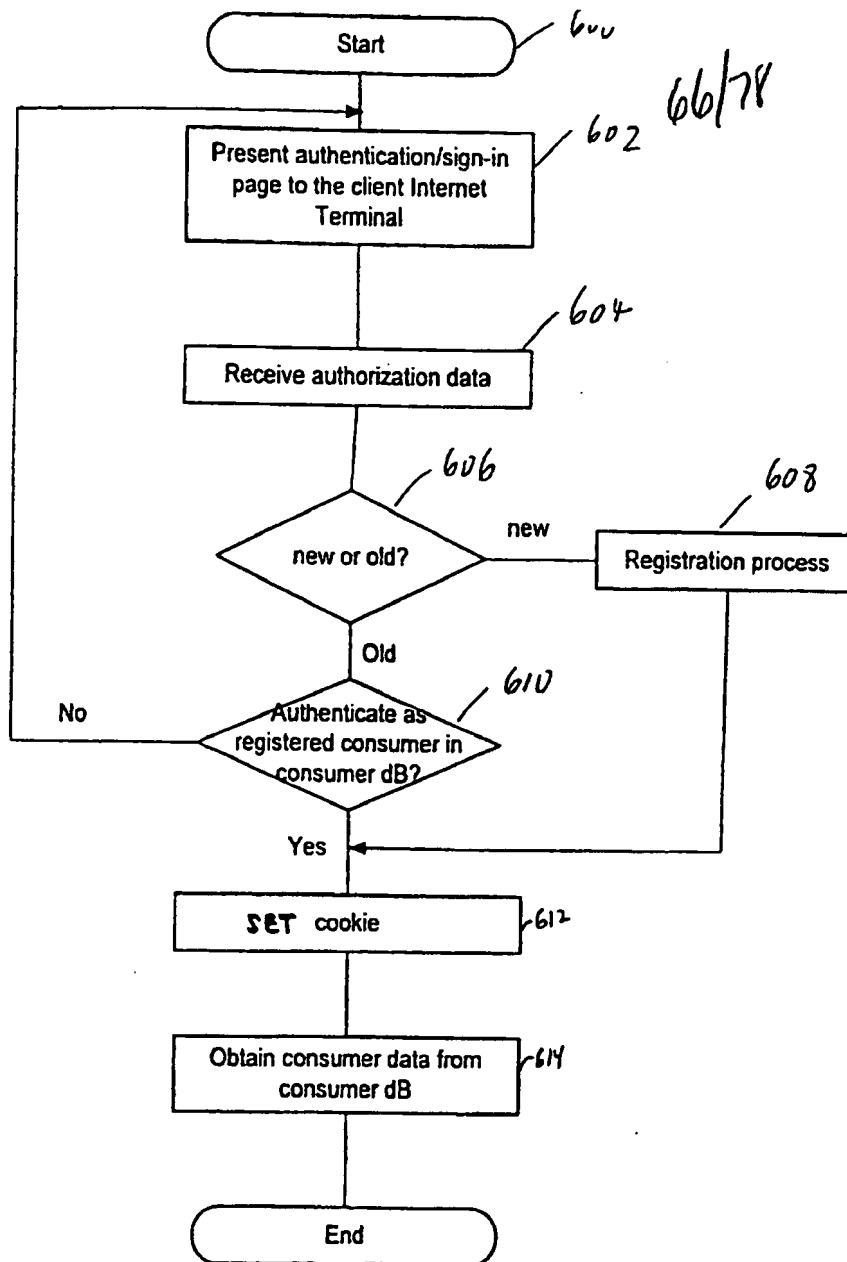 Start
600
66/78
Present authentication/sign-in
page to the client Internet
Terminal
602
Receive authorization data
604
new or old?
606
new
Registration process
608
Old
Authenticate as
registered consumer in
consumer dB?
610
No
Yes
SET cookie
612
Obtain consumer data from
consumer dB
614
End